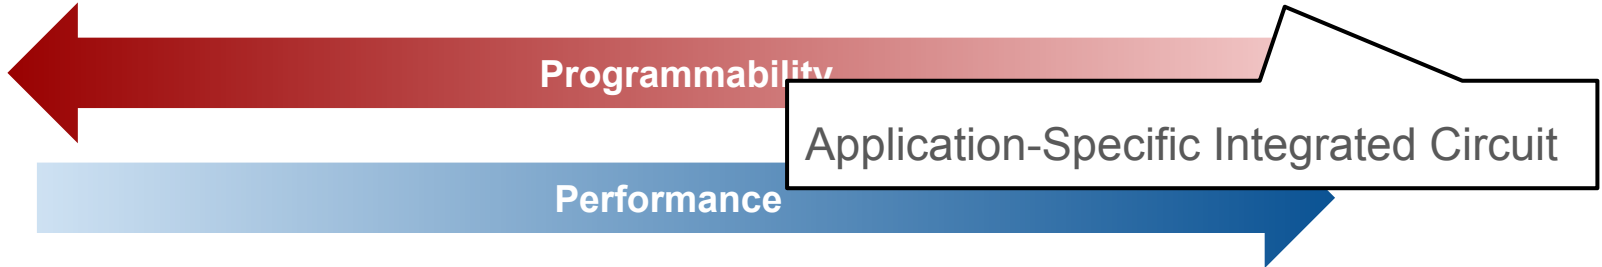 Programmability
Application-Specific Integrated Circuit
Performance